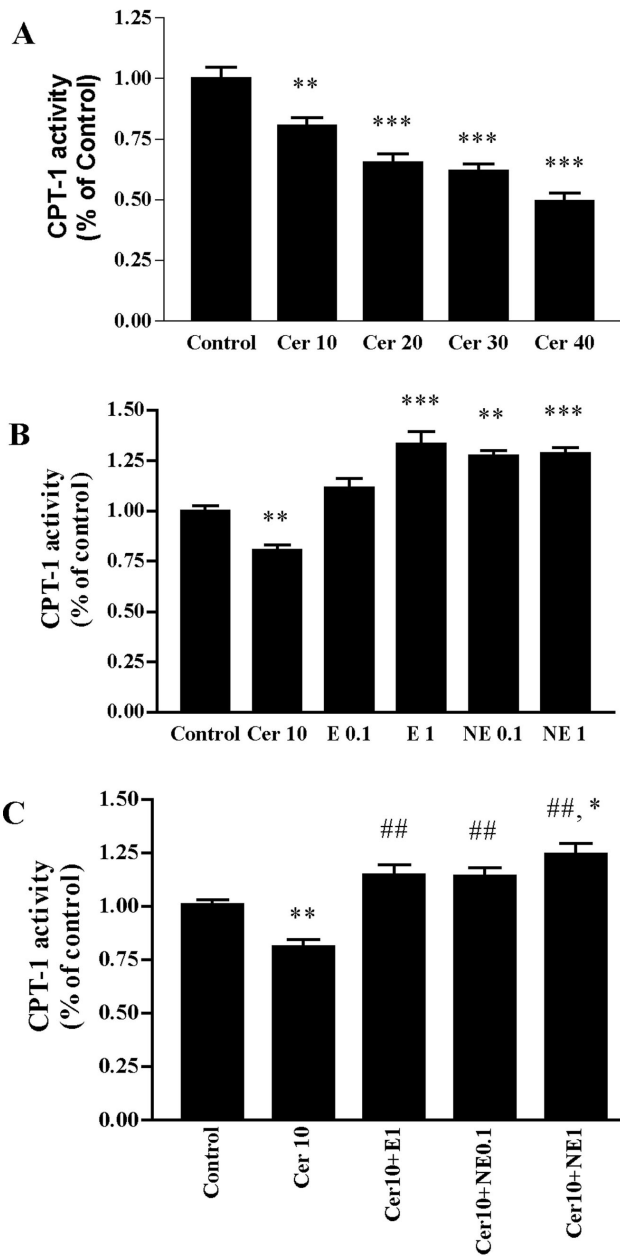 A
CPT-1 activity
(% of Control)
1.25
1.00
0.75
0.50
0.25
0.00
**
***
***
***
Control Cer 10 Cer 20 Cer 30 Cer 40
B
CPT-1 activity
(% of control)
1.50
1.25
1.00
0.75
0.50
0.25
0.00
**
***
**
***
Control Cer 10 E 0.1 E 1 NE 0.1 NE 1
C
CPT-1 activity
(% of control)
1.50
1.25
1.00
0.75
0.50
0.25
0.00
**
##
##
##, *
Control
Cer 10
Cer10+E1
Cer10+NE0.1
Cer10+NE1